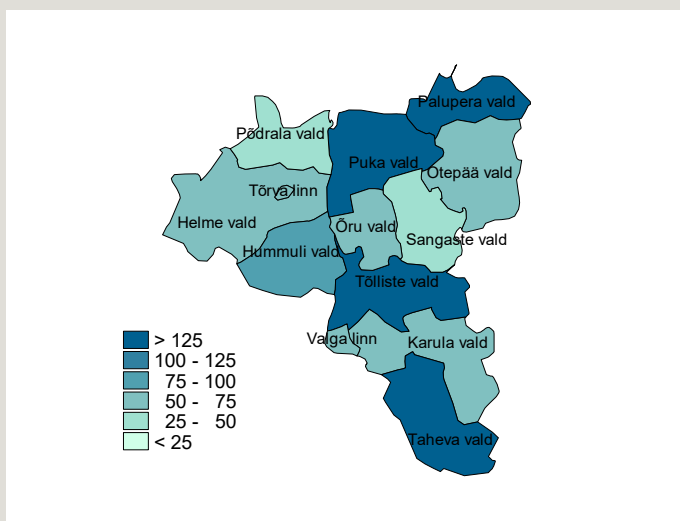 Palupera vald
Põdrala vald
Puka vald
Otepää vald
Tõrva linn
Helme vald
Õru vald
Sangaste vald
Hummuli vald
Tõlliste vald
Valga linn
Karula vald
Taheva vald
> 125
100 - 125
75 - 100
50 - 75
25 - 50
< 25